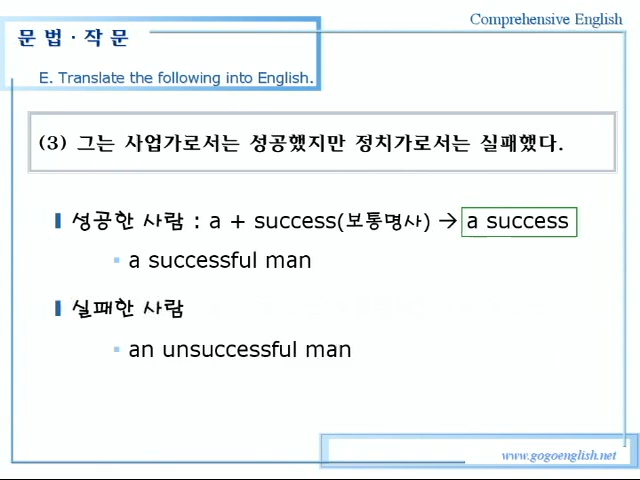 Comprehensive English
문 법 · 작 문
E. Translate the following into English.
(3) 그는 사업가로서는 성공했지만 정치가로서는 실패했다.
성공한 사람 : a + success(보통명사) → a success
a successful man
실패한 사람
an unsuccessful man
www.gogoenglish.net